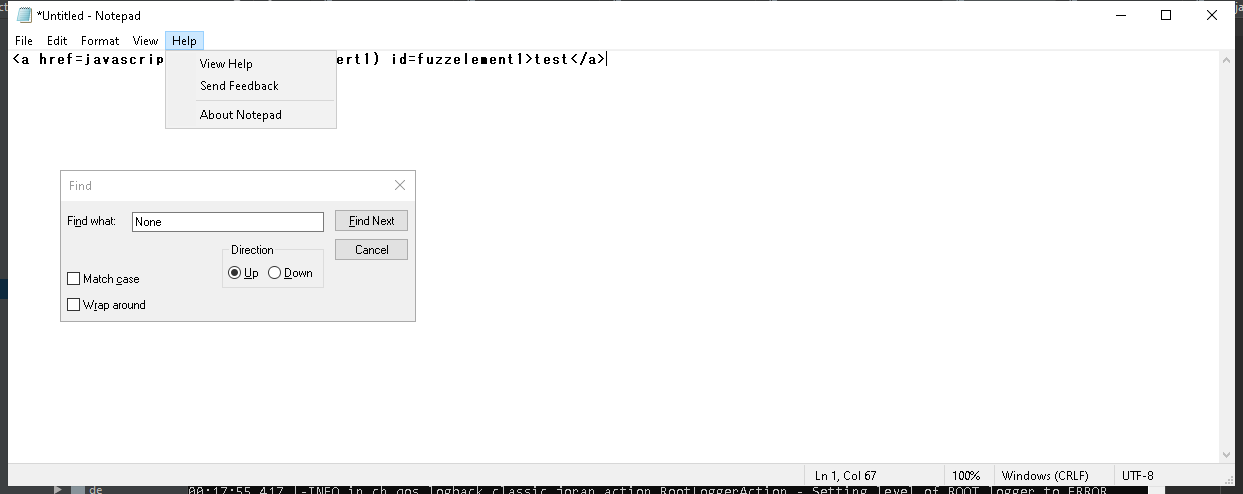 *Untitled - Notepad
File Edit Format View Help
<a href=javascrip ert1) id=fuzzelement1>test</a>
View Help
Send Feedback
About Notepad
Find
Find what: None Find Next
Direction Cancel
Up Down
Match case
Wrap around
Ln 1, Col 67 100% Windows (CRLF) UTF-8
de 00:17:55,417 |-INFO in ch.qos.logback.classic.joran.action.RootLoggerAction - Setting level of ROOT logger to ERROR